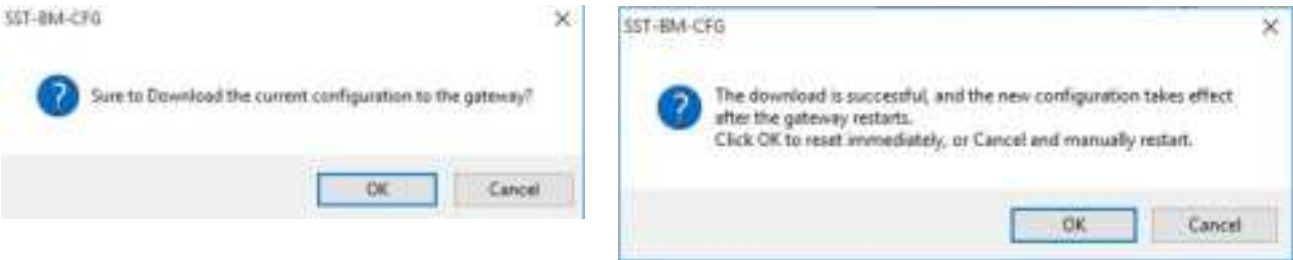 SST-BM-CFG
Sure to Download the current configuration to the gateway?
OK
Cancel
SST-BM-CFG
The download is successful, and the new configuration takes effect
after the gateway restarts.
Click OK to reset immediately, or Cancel and manually restart.
OK
Cancel